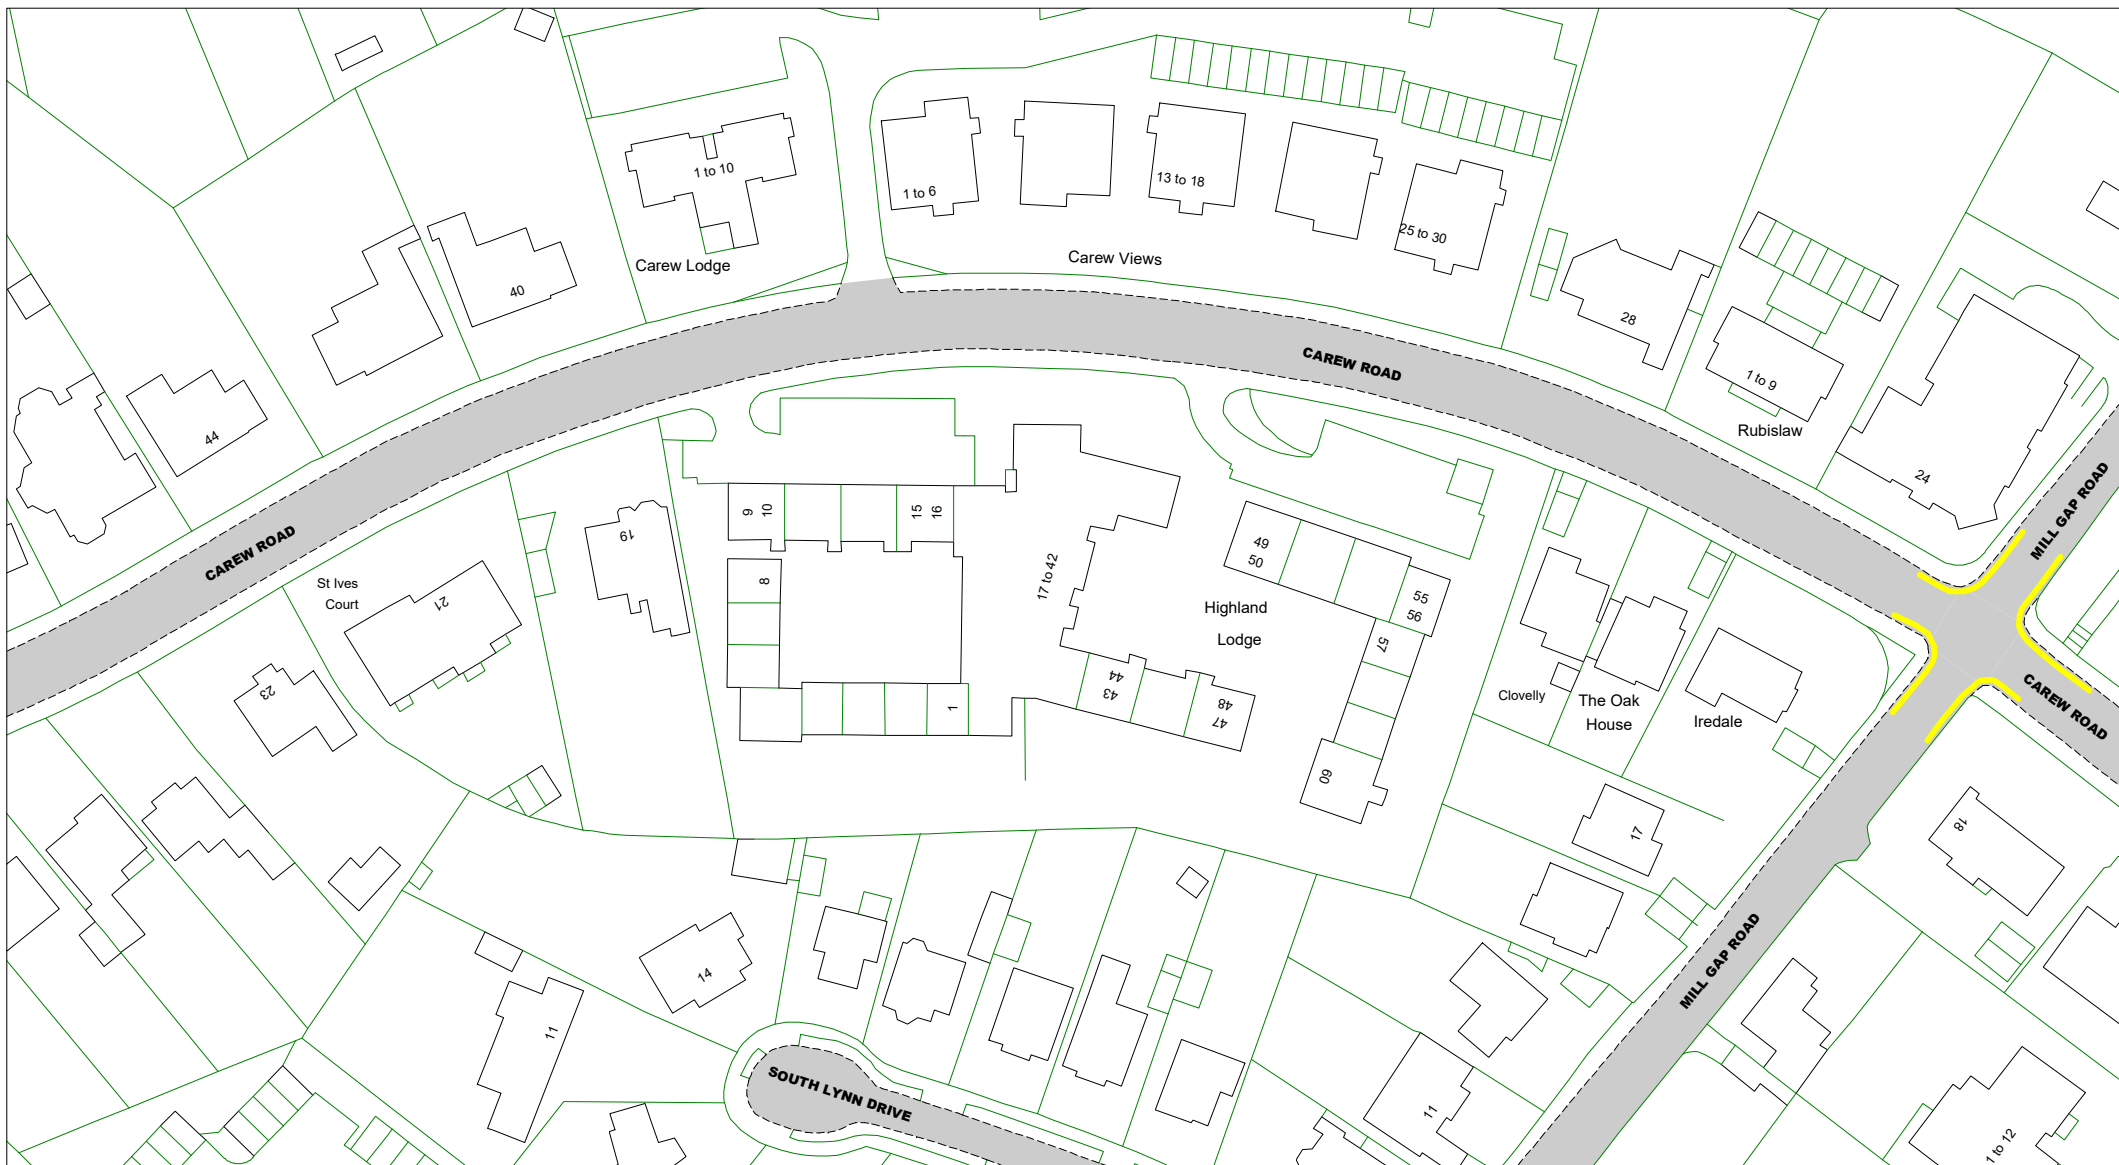 1 to 10
1 to 6
13 to 18
25 to 30
Carew Lodge
Carew Views
40
28
44
CAREW ROAD
1 to 9
Rubislaw
24
MILL GAP ROAD
CAREW ROAD
19
9
10
15
16
49
50
17 to 42
St Ives
Court
21
8
Highland
Lodge
55
56
57
23
1
44
43
48
47
60
Clovelly
The Oak
House
Iredale
CAREW ROAD
17
18
14
11
MILL GAP ROAD
SOUTH LYNN DRIVE
11
1 to 12